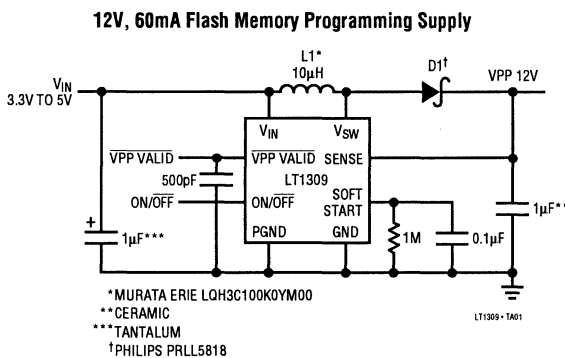 12V, 60mA Flash Memory Programming Supply
L1*
10μH
D1†
VPP 12V
VIN
3.3V TO 5V
VIN
VSW
VPP VALID
VPP VALID
SENSE
500pF
LT1309
ON/OFF
ON/OFF
SOFT
START
PGND
GND
1μF***
+
1M
0.1μF
1μF**
*MURATA ERIE LQH3C100K0YM00
**CERAMIC
***TANTALUM
†PHILIPS PRLL5818
LT1309 • TA01